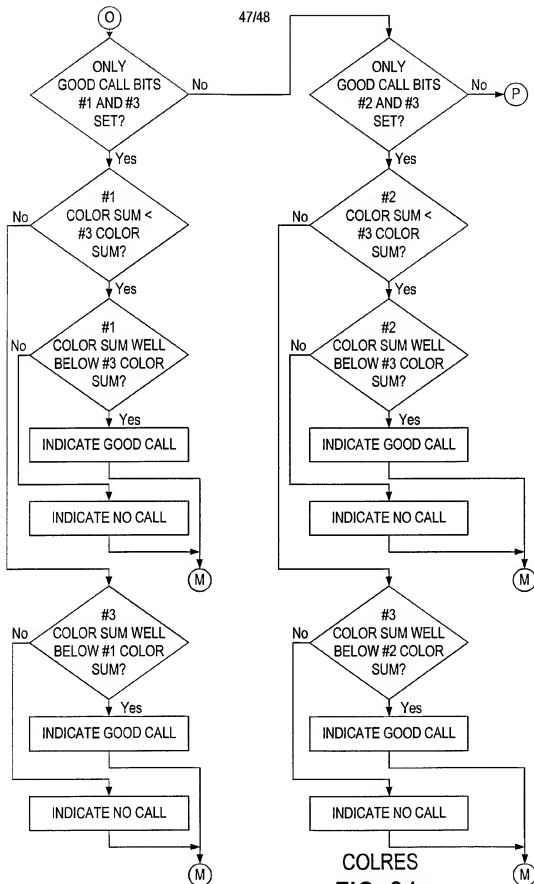 O
47/48
ONLY
GOOD CALL BITS
#1 AND #3
SET?
No
Yes
#1
COLOR SUM <
#3 COLOR
SUM?
No
Yes
#1
COLOR SUM WELL
BELOW #3 COLOR
SUM?
No
Yes
INDICATE GOOD CALL
INDICATE NO CALL
M
#3
COLOR SUM WELL
BELOW #1 COLOR
SUM?
No
Yes
INDICATE GOOD CALL
INDICATE NO CALL
M
ONLY
GOOD CALL BITS
#2 AND #3
SET?
No
P
Yes
#2
COLOR SUM <
#3 COLOR
SUM?
No
Yes
#2
COLOR SUM WELL
BELOW #3 COLOR
SUM?
No
Yes
INDICATE GOOD CALL
INDICATE NO CALL
M
#3
COLOR SUM WELL
BELOW #2 COLOR
SUM?
No
Yes
INDICATE GOOD CALL
INDICATE NO CALL
M
COLRES